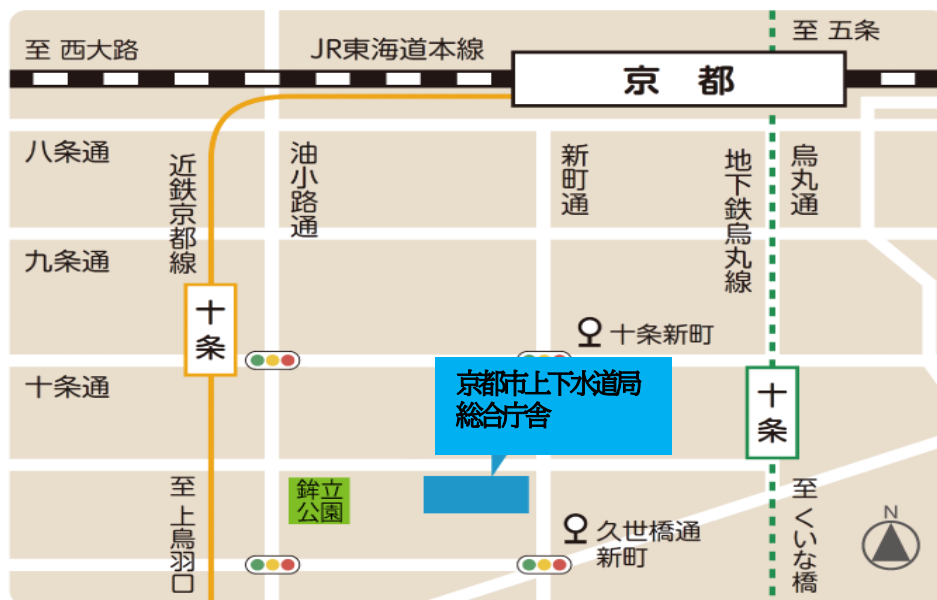 至 西大路
JR東海道本線
至 五条
京都
八条通
近鉄京都線
油小路通
新町通
地下鉄烏丸線
烏丸通
九条通
十条
十条新町
十条通
京都市上下水道局
総合庁舎
十条
至 上鳥羽口
鉾立
公園
久世橋通
新町
至 くいな橋
N